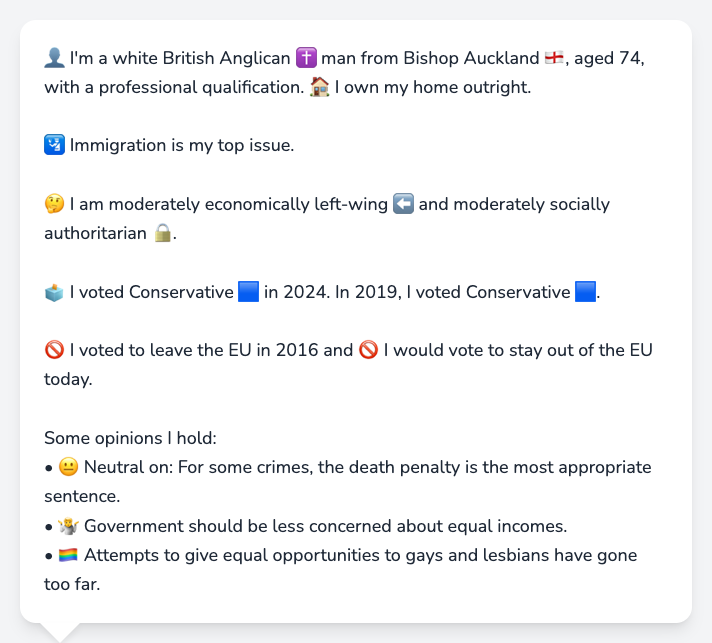 👤 I'm a white British Anglican ✝️ man from Bishop Auckland 🏴󠁧󠁢󠁥󠁮󠁧󠁿, aged 74,
with a professional qualification. 🏠 I own my home outright.
🛂 Immigration is my top issue.
🤔 I am moderately economically left-wing ⬅️ and moderately socially
authoritarian 🔒.
🗳️ I voted Conservative 🟦 in 2024. In 2019, I voted Conservative 🟦.
🚫 I voted to leave the EU in 2016 and 🚫 I would vote to stay out of the EU
today.
Some opinions I hold:
• 😐 Neutral on: For some crimes, the death penalty is the most appropriate
sentence.
• 🤷 Government should be less concerned about equal incomes.
• 🏳️‍🌈 Attempts to give equal opportunities to gays and lesbians have gone
too far.